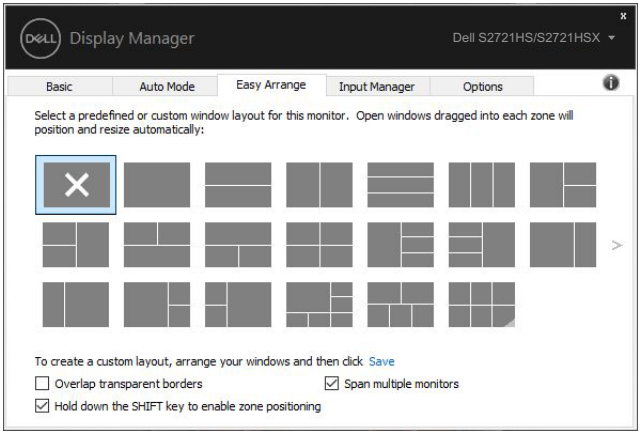 x
DELL Display Manager
Dell S2721HS/S2721HSX
Basic Auto Mode Easy Arrange Input Manager Options
Select a predefined or custom window layout for this monitor. Open windows dragged into each zone will
position and resize automatically:
To create a custom layout, arrange your windows and then click Save
Overlap transparent borders Span multiple monitors
Hold down the SHIFT key to enable zone positioning